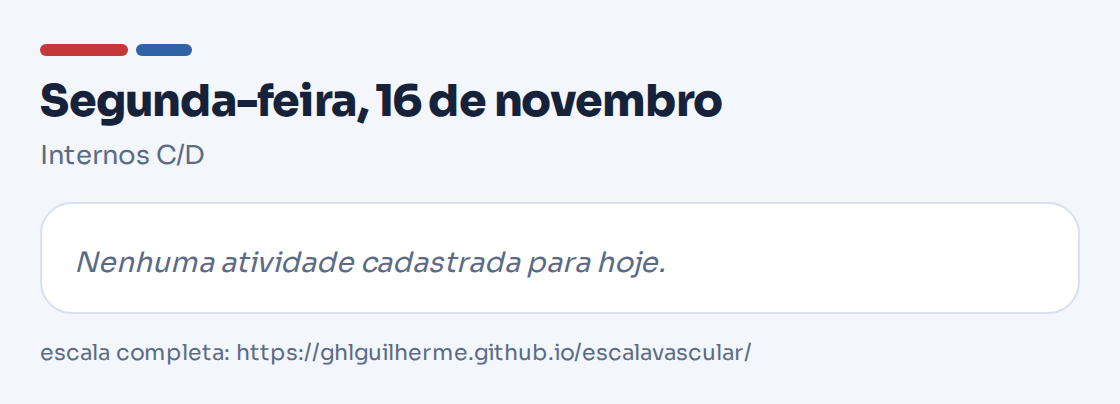 Segunda-feira, 16 de novembro
Internos C/D
Nenhuma atividade cadastrada para hoje.
escala completa: https://ghlguilherme.github.io/escalavascular/